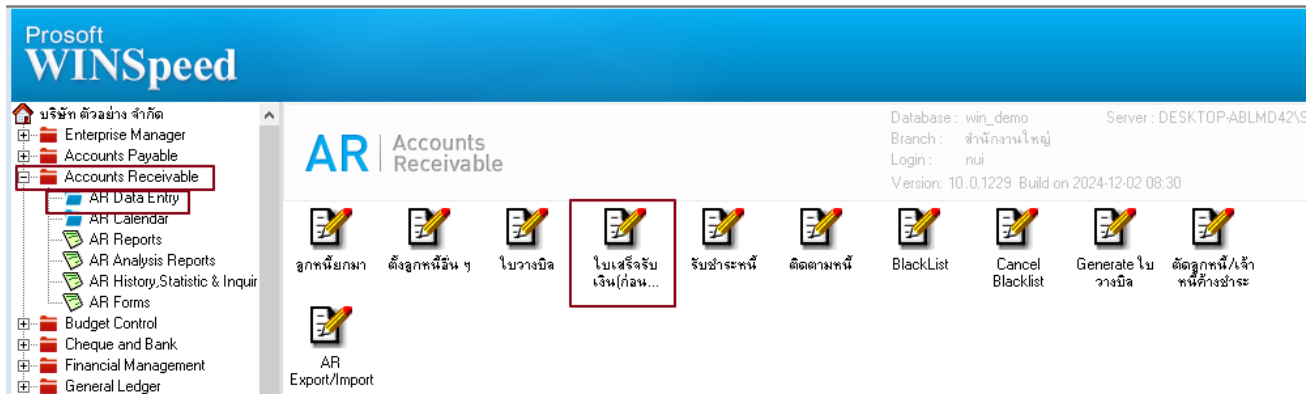 Prosoft
WINSpeed
บริษัท ตัวอย่าง จำกัด
Enterprise Manager
Accounts Payable
Accounts Receivable
AR Data Entry
AR Calendar
AR Reports
AR Analysis Reports
AR History,Statistic & Inquir
AR Forms
Budget Control
Cheque and Bank
Financial Management
General Ledger
AR
Accounts
Receivable
Database : win_demo
Server : DESKTOP-ABLMD42\S
Branch : สำนักงานใหญ่
Login : nui
Version: 10.0.1229 Build on 2024-12-02 08:30
ลูกหนี้ยกมา
ตั้งลูกหนี้อื่น ๆ
ใบวางบิล
ใบเสร็จรับ
เงิน(ก่อน...
รับชำระหนี้
ติดตามหนี้
BlackList
Cancel
Blacklist
Generate ใบ
วางบิล
ตัดลูกหนี้/เจ้า
หนี้ค้างชำระ
AR
Export/Import